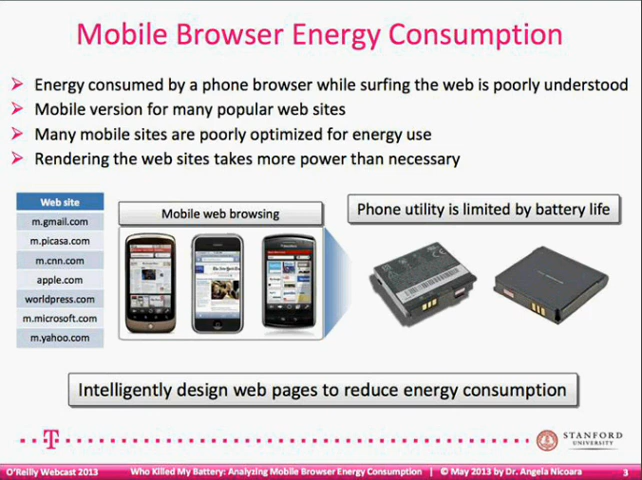 Mobile Browser Energy Consumption
Energy consumed by a phone browser while surfing the web is poorly understood
Mobile version for many popular web sites
Many mobile sites are poorly optimized for energy use
Rendering the web sites takes more power than necessary
Web site
m.gmail.com
m.picasa.com
m.cnn.com
apple.com
worldpress.com
m.microsoft.com
m.yahoo.com
Mobile web browsing
Phone utility is limited by battery life
Intelligently design web pages to reduce energy consumption
T
STANFORD
UNIVERSITY
O'Reilly Webcast 2013 Who Killed My Battery: Analyzing Mobile Browser Energy Consumption | © May 2013 by Dr. Angela Nicoara 3